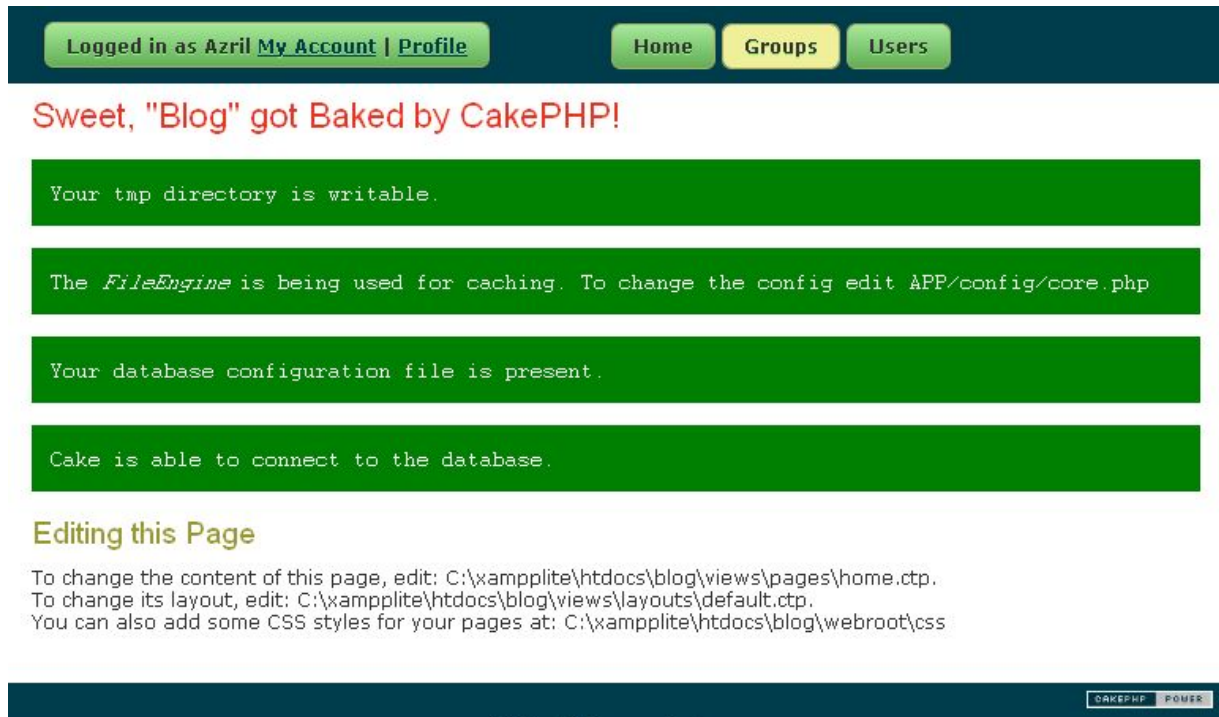 Logged in as Azril My Account | Profile
Home
Groups
Users
Sweet, "Blog" got Baked by CakePHP!
Your tmp directory is writable.
The FileEngine is being used for caching. To change the config edit APP/config/core.php
Your database configuration file is present.
Cake is able to connect to the database.
Editing this Page
To change the content of this page, edit: C:\xampplite\htdocs\blog\views\pages\home.ctp.
To change its layout, edit: C:\xampplite\htdocs\blog\views\layouts\default.ctp.
You can also add some CSS styles for your pages at: C:\xampplite\htdocs\blog\webroot\css
CAKEPHP POWER